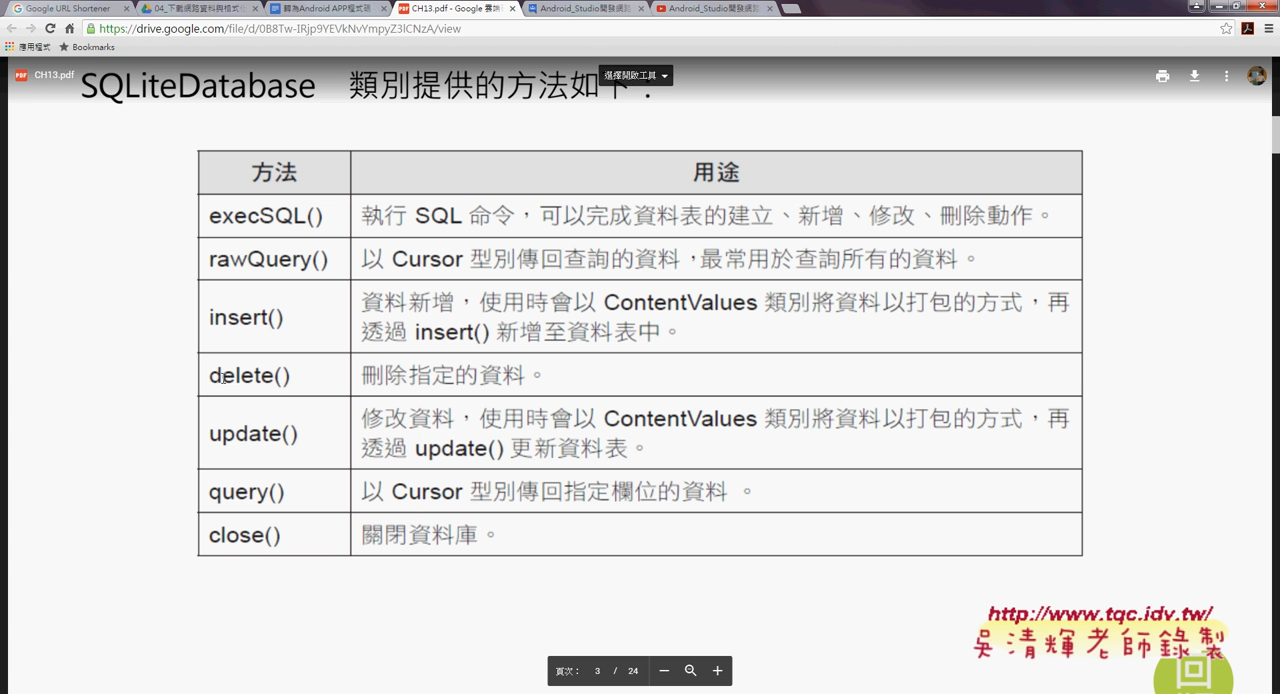 Google URL Shortener
04_下載網路資料與程式
轉為Android APP程式碼
CH13.pdf - Google 雲端
Android_Studio開發網路
Android_Studio開發網路
https://drive.google.com/file/d/0B8Tw-IRjp9YEVkNvYmpyZ3lCNzA/view
應用程式
Bookmarks
CH13.pdf
選擇開啟工具
SQLiteDatabase 類別提供的方法如下：
方法 用途
execSQL() 執行 SQL 命令，可以完成資料表的建立、新增、修改、刪除動作。
rawQuery() 以 Cursor 型別傳回查詢的資料，最常用於查詢所有的資料。
insert() 資料新增，使用時會以 ContentValues 類別將資料以打包的方式，再
透過 insert() 新增至資料表中。
delete() 刪除指定的資料。
update() 修改資料，使用時會以 ContentValues 類別將資料以打包的方式，再
透過 update() 更新資料表。
query() 以 Cursor 型別傳回指定欄位的資料 。
close() 關閉資料庫。
http://www.tqc.idv.tw/
吳清輝老師錄製
回
頁次： 3 / 24